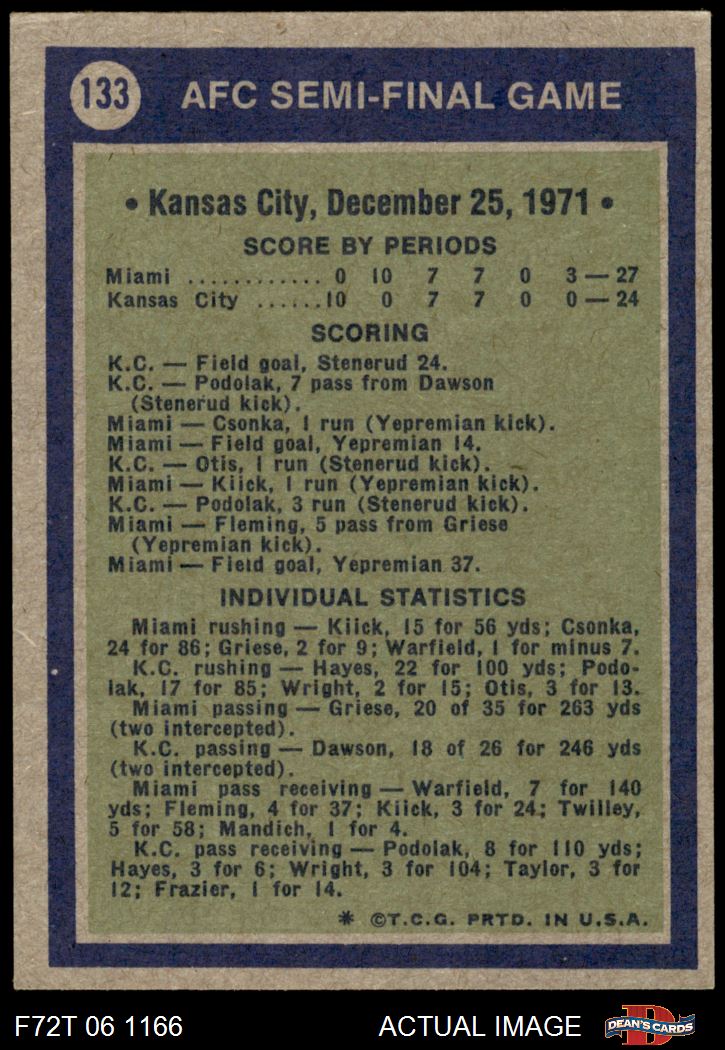 133 AFC SEMI-FINAL GAME
• Kansas City, December 25, 1971 •
SCORE BY PERIODS
Miami ............ 0 10 7 7 0 3 — 27
Kansas City ......10 0 7 7 0 0 — 24
SCORING
K.C. — Field goal, Stenerud 24.
K.C. — Podolak, 7 pass from Dawson
(Stenerud kick).
Miami — Csonka, 1 run (Yepremian kick).
Miami — Field goal, Yepremian 14.
K.C. — Otis, 1 run (Stenerud kick).
Miami — Kiick, 1 run (Yepremian kick).
K.C. — Podolak, 3 run (Stenerud kick).
Miami — Fleming, 5 pass from Griese
(Yepremian kick).
Miami — Field goal, Yepremian 37.
INDIVIDUAL STATISTICS
Miami rushing — Kiick, 15 for 56 yds; Csonka,
24 for 86; Griese, 2 for 9; Warfield, 1 for minus 7.
K.C. rushing — Hayes, 22 for 100 yds; Podo-
lak, 17 for 85; Wright, 2 for 15; Otis, 3 for 13.
Miami passing — Griese, 20 of 35 for 263 yds
(two intercepted).
K.C. passing — Dawson, 18 of 26 for 246 yds
(two intercepted).
Miami pass receiving — Warfield, 7 for 140
yds; Fleming, 4 for 37; Kiick, 3 for 24; Twilley,
5 for 58; Mandich, 1 for 4.
K.C. pass receiving — Podolak, 8 for 110 yds;
Hayes, 3 for 6; Wright, 3 for 104; Taylor, 3 for
12; Frazier, 1 for 14.
* ©T.C.G. PRTD. IN U.S.A.
F72T 06 1166 ACTUAL IMAGE D DEAN'S CARDS